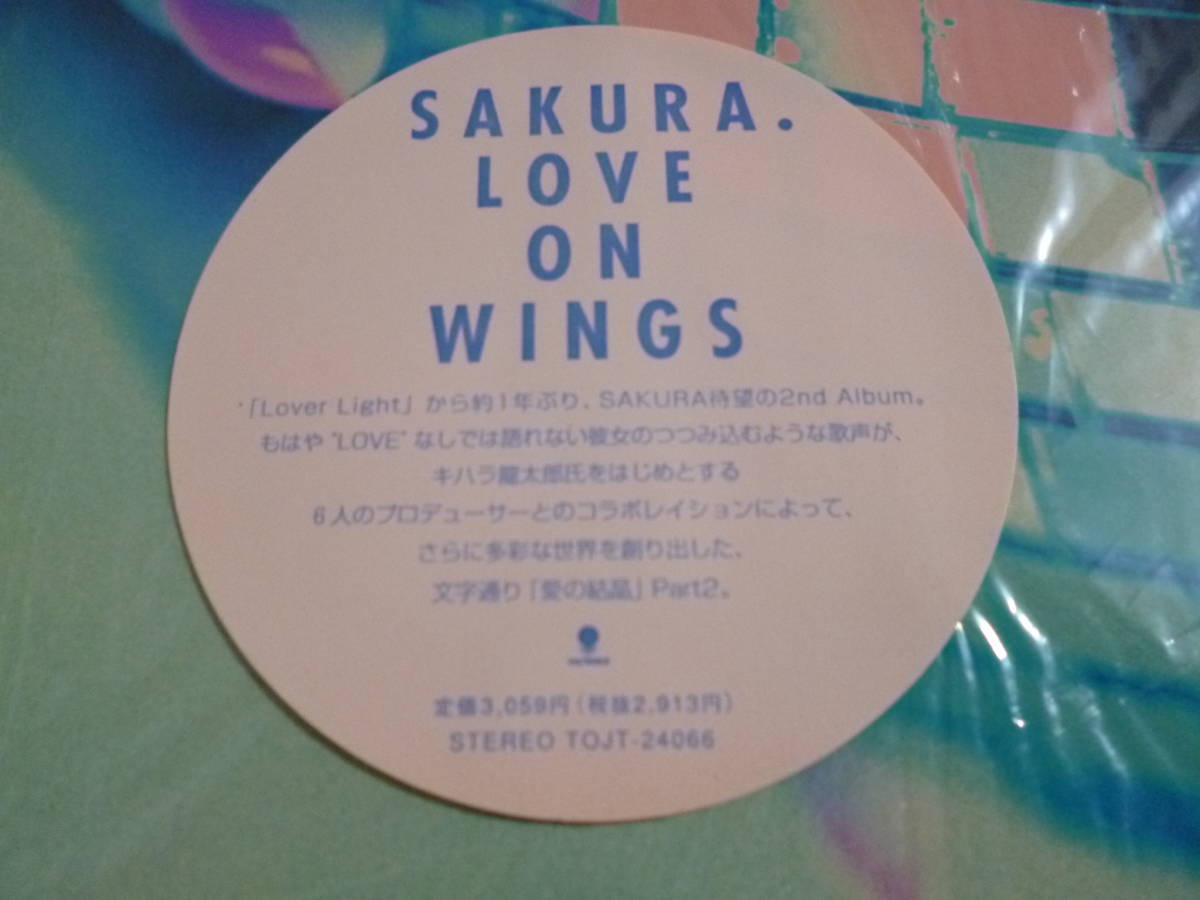 SAKURA.
LOVE
ON
WINGS
「Lover Light」から約1年ぶり、SAKURA待望の2nd Album。
もはや"LOVE"なしでは語れない彼女のつつみ込むような歌声が、
キハラ龍太郎氏をはじめとする
6人のプロデューサーとのコラボレイションによって、
さらに多彩な世界を創り出した、
文字通り「愛の結晶」Part2。
定価3,059円(税抜2,913円)
STEREO TOJT-24066
S